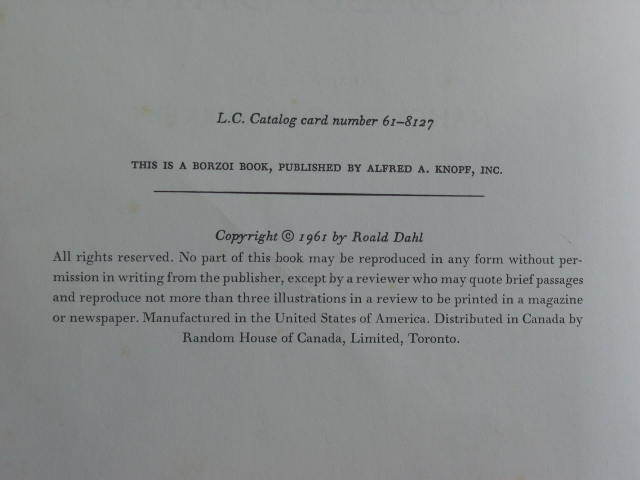 L.C. Catalog card number 61–8127
THIS IS A BORZOI BOOK, PUBLISHED BY ALFRED A. KNOPF, INC.
Copyright © 1961 by Roald Dahl
All rights reserved. No part of this book may be reproduced in any form without per-
mission in writing from the publisher, except by a reviewer who may quote brief passages
and reproduce not more than three illustrations in a review to be printed in a magazine
or newspaper. Manufactured in the United States of America. Distributed in Canada by
Random House of Canada, Limited, Toronto.